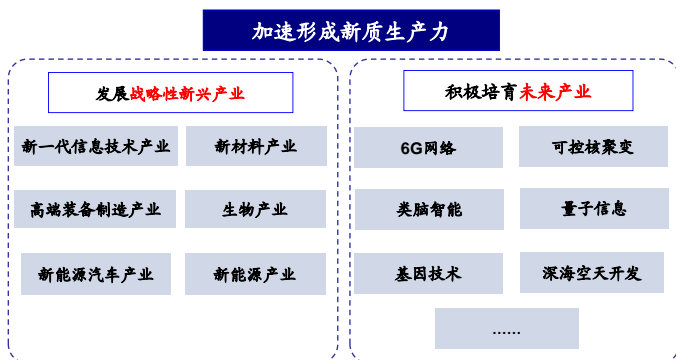 加速形成新质生产力
发展战略性新兴产业
新一代信息技术产业
新材料产业
高端装备制造产业
生物产业
新能源汽车产业
新能源产业
积极培育未来产业
6G网络
可控核聚变
类脑智能
量子信息
基因技术
深海空天开发
……